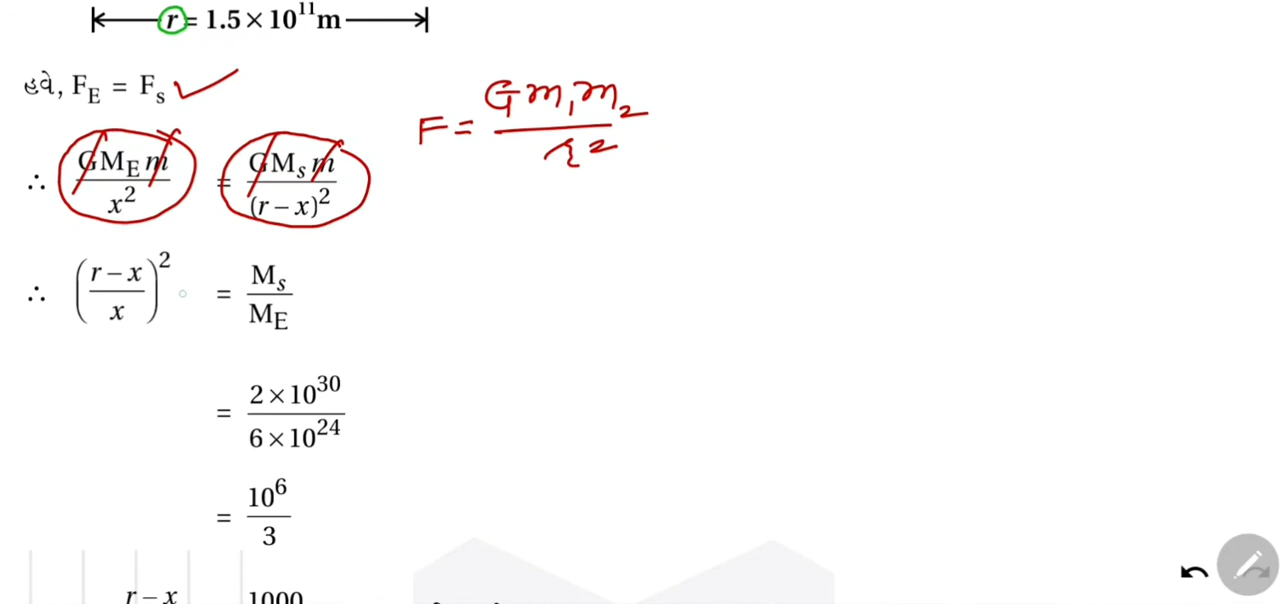 r = 1.5 × 10¹¹ m
હવે, F_E = F_s ✓
F = Gm₁m₂ / r²
∴ GM_E m / x² = GM_s m / (r − x)²
∴ ((r − x) / x)² = M_s / M_E
= 2 × 10³⁰ / 6 × 10²⁴
= 10⁶ / 3
r − x 1000